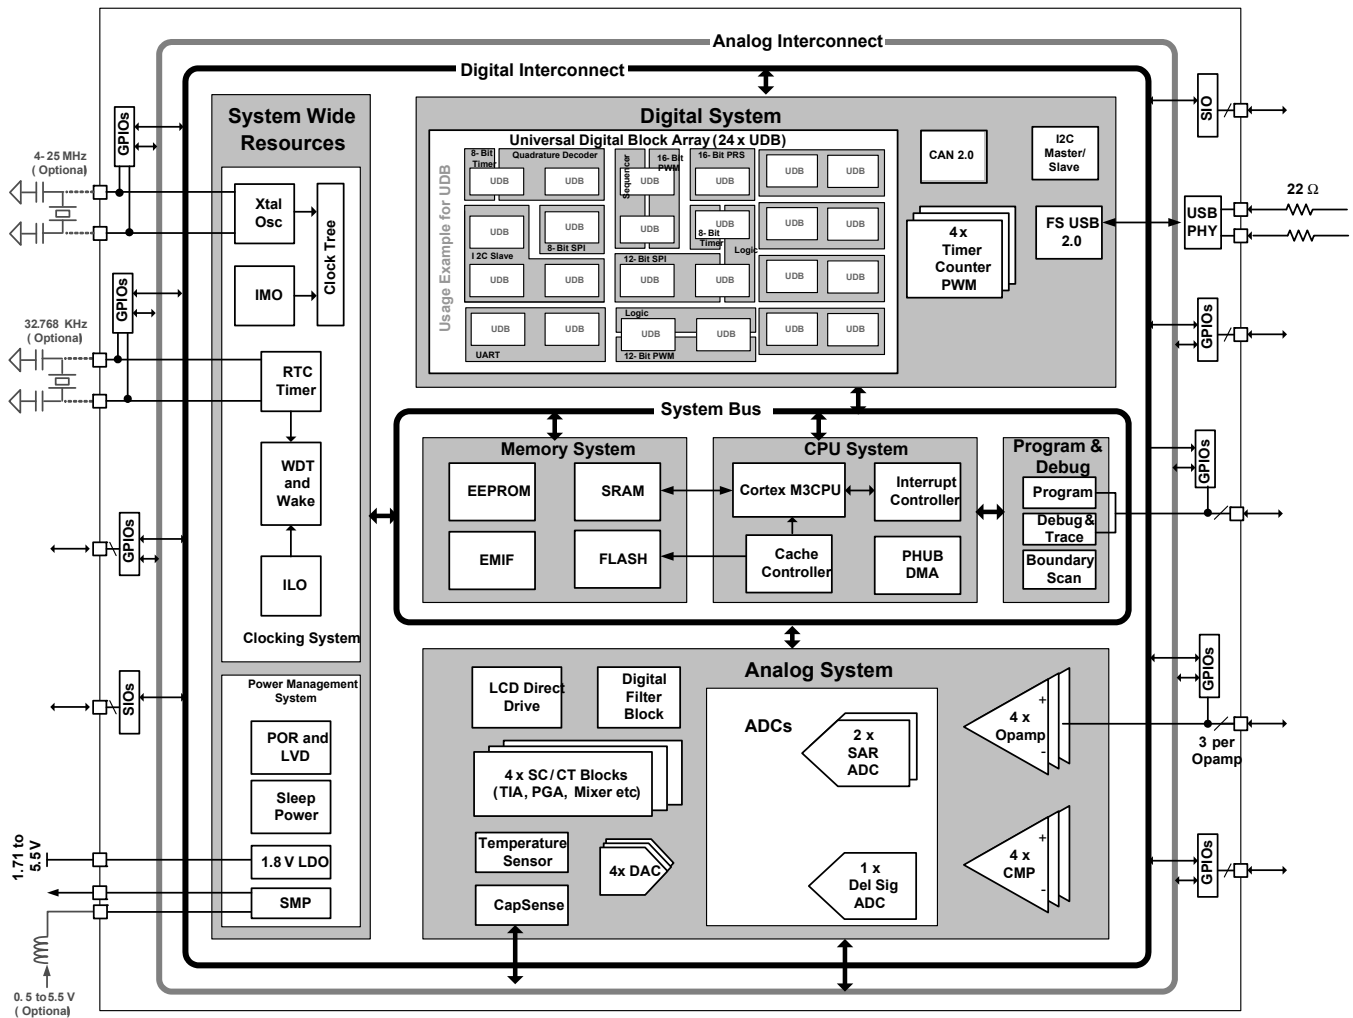 Analog Interconnect
Digital Interconnect
System Wide
Resources
4- 25 MHz
( Optional)
GPIOs
Xtal
Osc
IMO
Clock Tree
32.768 KHz
( Optional)
GPIOs
RTC
Timer
WDT
and
Wake
ILO
Clocking System
GPIOs
SIOs
Power Management
System
POR and
LVD
Sleep
Power
1.8 V LDO
SMP
1.71 to
5.5V
0. 5 to 5.5 V
( Optional)
Digital System
Universal Digital Block Array (24 x UDB)
Usage Example for UDB
8- Bit
Timer
Quadrature Decoder
UDB
UDB
Sequencer
16- Bit
PWM
UDB
16- Bit PRS
UDB
UDB
UDB
UDB
UDB
8- Bit SPI
I 2C Slave
UDB
UDB
8- Bit
Timer
Logic
UDB
UDB
12- Bit SPI
UDB
UDB
UDB
UDB
UDB
UDB
Logic
UDB
UDB
UDB
UDB
UDB
UDB
UART
12- Bit PWM
CAN 2.0
I2C
Master/
Slave
4 x
Timer
Counter
PWM
FS USB
2.0
SIO
USB
PHY
22 Ω
GPIOs
System Bus
Memory System
EEPROM
SRAM
EMIF
FLASH
CPU System
Cortex M3CPU
Interrupt
Controller
Cache
Controller
PHUB
DMA
Program &
Debug
Program
Debug &
Trace
Boundary
Scan
GPIOs
Analog System
LCD Direct
Drive
Digital
Filter
Block
4 x SC / CT Blocks
(TIA, PGA, Mixer etc)
Temperature
Sensor
4x DAC
CapSense
ADCs
2 x
SAR
ADC
1 x
Del Sig
ADC
+
4 x
Opamp
-
+
4 x
CMP
-
GPIOs
3 per
Opamp
GPIOs